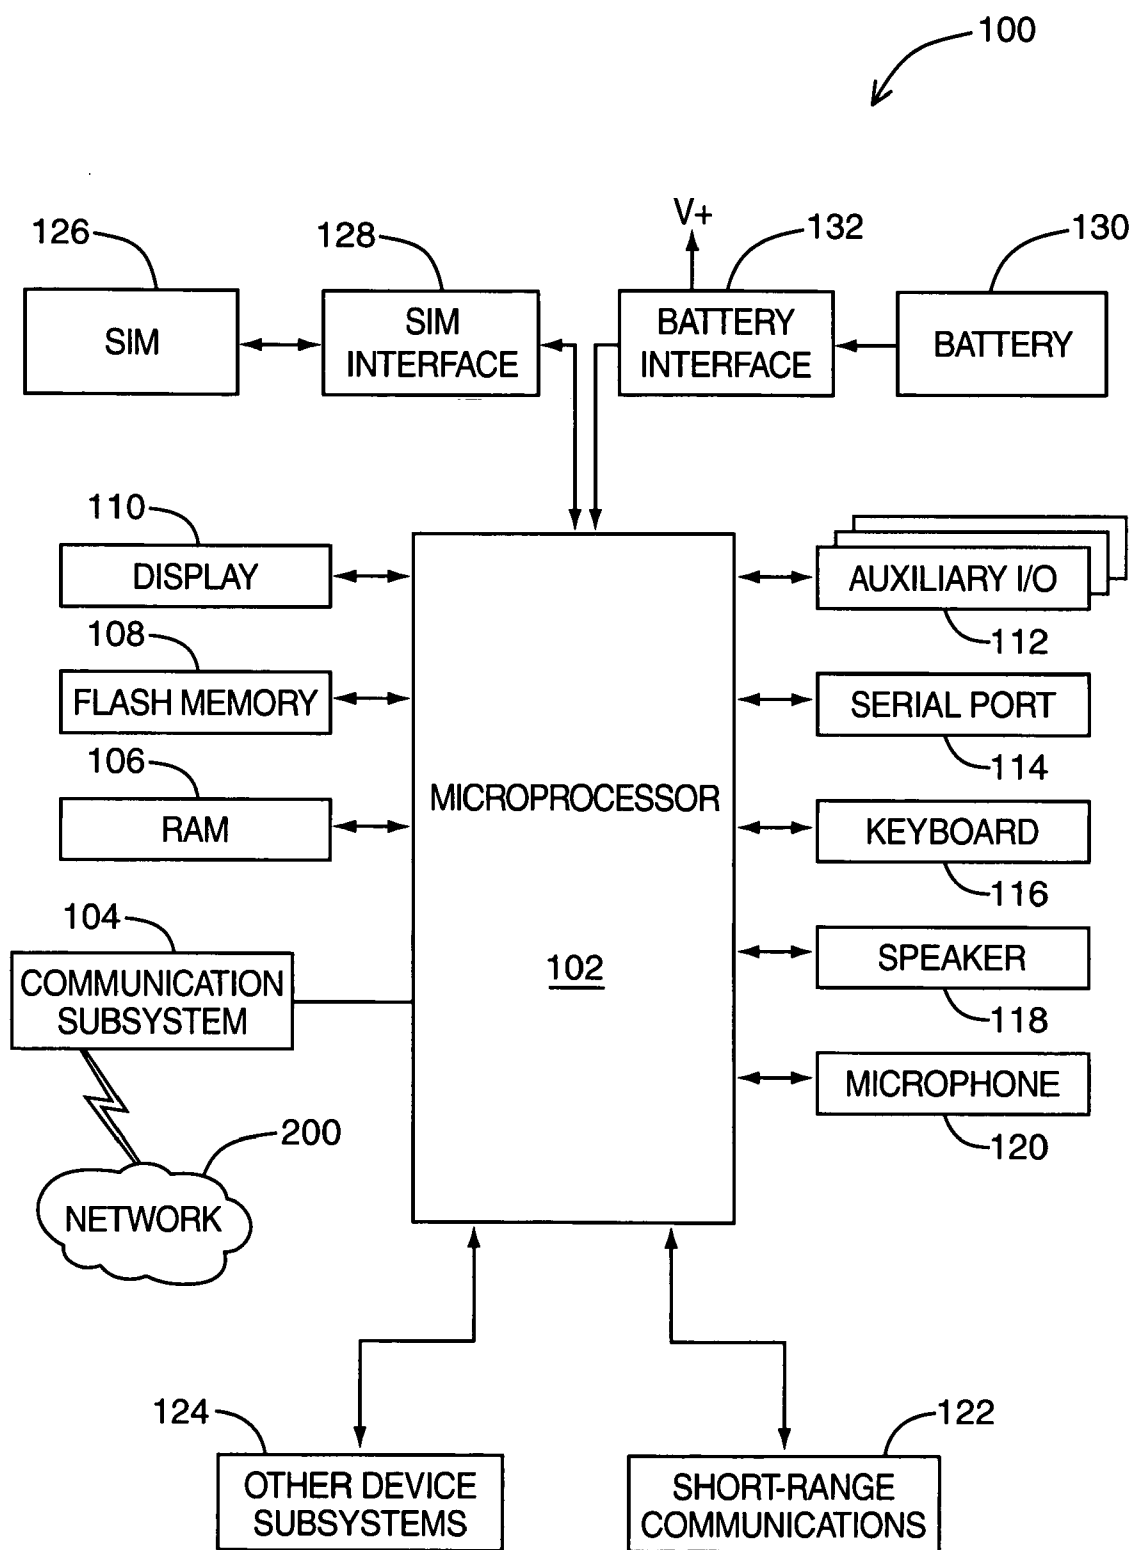 100
126
128
V+
132
130
SIM
SIM
INTERFACE
BATTERY
INTERFACE
BATTERY
110
DISPLAY
AUXILIARY I/O
112
108
FLASH MEMORY
SERIAL PORT
114
106
RAM
MICROPROCESSOR
102
KEYBOARD
116
104
COMMUNICATION
SUBSYSTEM
SPEAKER
118
MICROPHONE
120
200
NETWORK
124
OTHER DEVICE
SUBSYSTEMS
122
SHORT-RANGE
COMMUNICATIONS